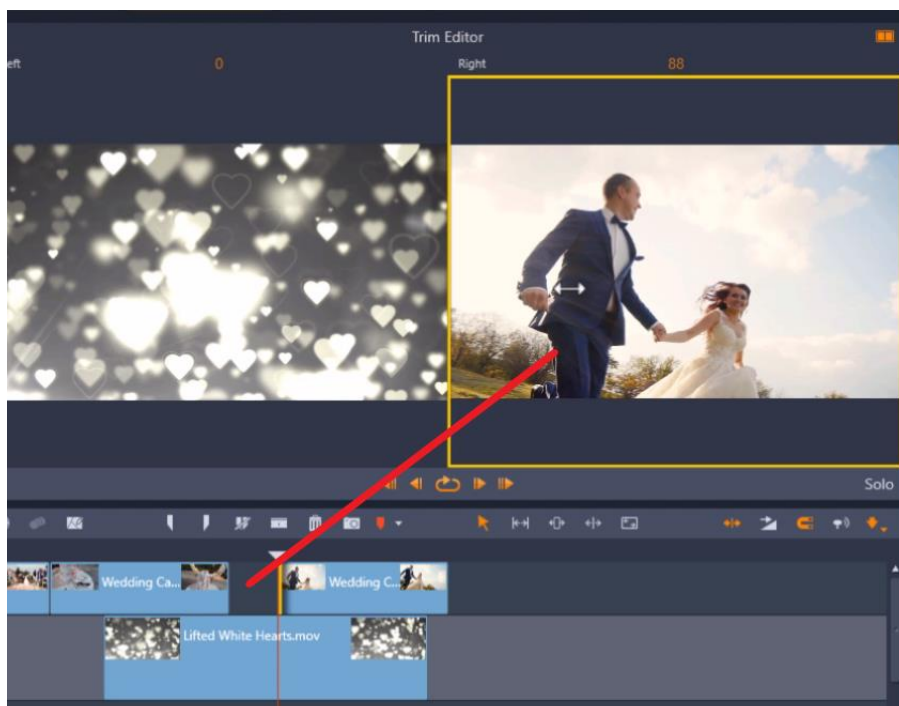 Trim Editor
eft 0 Right 88
Solo
Wedding Ca... Wedding C...
Lifted White Hearts.mov